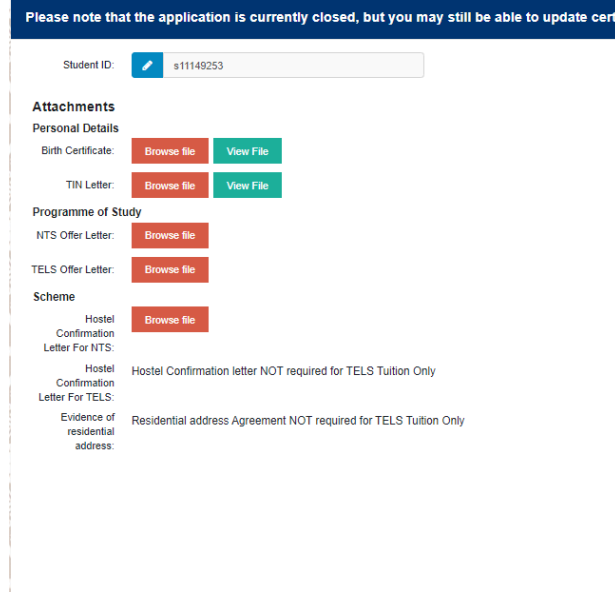 Please note that the application is currently closed, but you may still be able to update cert
Student ID: s11149253
Attachments
Personal Details
Birth Certificate: Browse file View File
TIN Letter: Browse file View File
Programme of Study
NTS Offer Letter: Browse file
TELS Offer Letter: Browse file
Scheme
Hostel Browse file
Confirmation
Letter For NTS:
Hostel Hostel Confirmation letter NOT required for TELS Tuition Only
Confirmation
Letter For TELS:
Evidence of Residential address Agreement NOT required for TELS Tuition Only
residential
address: